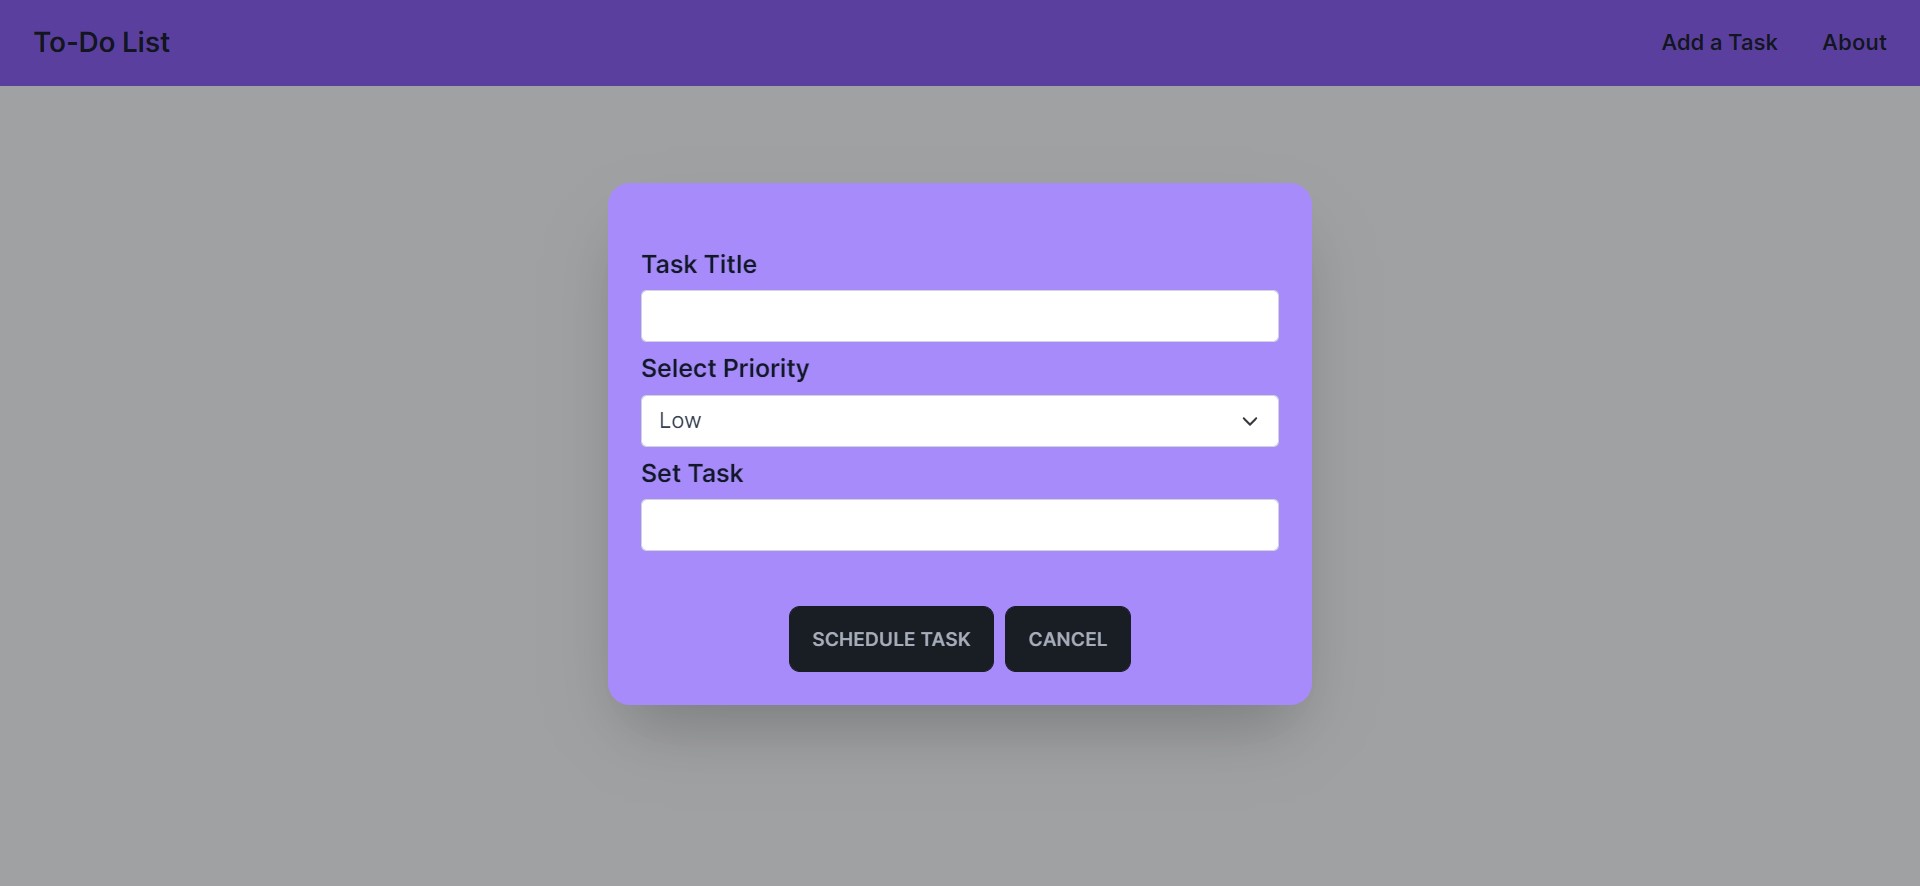 To-Do List
Add a Task
About
Task Title
Select Priority
Low
Set Task
SCHEDULE TASK
CANCEL